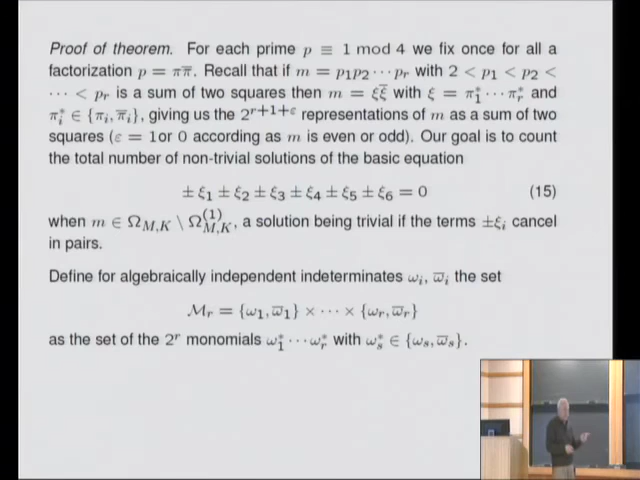 Proof of theorem. For each prime p ≡ 1 mod 4 we fix once for all a
factorization p = ππ̅. Recall that if m = p₁p₂ ··· pᵣ with 2 < p₁ < p₂ <
··· < pᵣ is a sum of two squares then m = ξξ̅ with ξ = π₁* ··· πᵣ* and
πᵢ* ∈ {πᵢ, π̅ᵢ}, giving us the 2^{r+1+ε} representations of m as a sum of two
squares (ε = 1or 0 according as m is even or odd). Our goal is to count
the total number of non-trivial solutions of the basic equation
±ξ₁ ± ξ₂ ± ξ₃ ± ξ₄ ± ξ₅ ± ξ₆ = 0 (15)
when m ∈ Ω_{M,K} \ Ω_{M,K}^{(1)}, a solution being trivial if the terms ±ξᵢ cancel
in pairs.
Define for algebraically independent indeterminates ωᵢ, ω̅ᵢ the set
ℳᵣ = {ω₁, ω̅₁} × ··· × {ωᵣ, ω̅ᵣ}
as the set of the 2^r monomials ω₁* ··· ωᵣ* with ωₛ* ∈ {ωₛ, ω̅ₛ}.